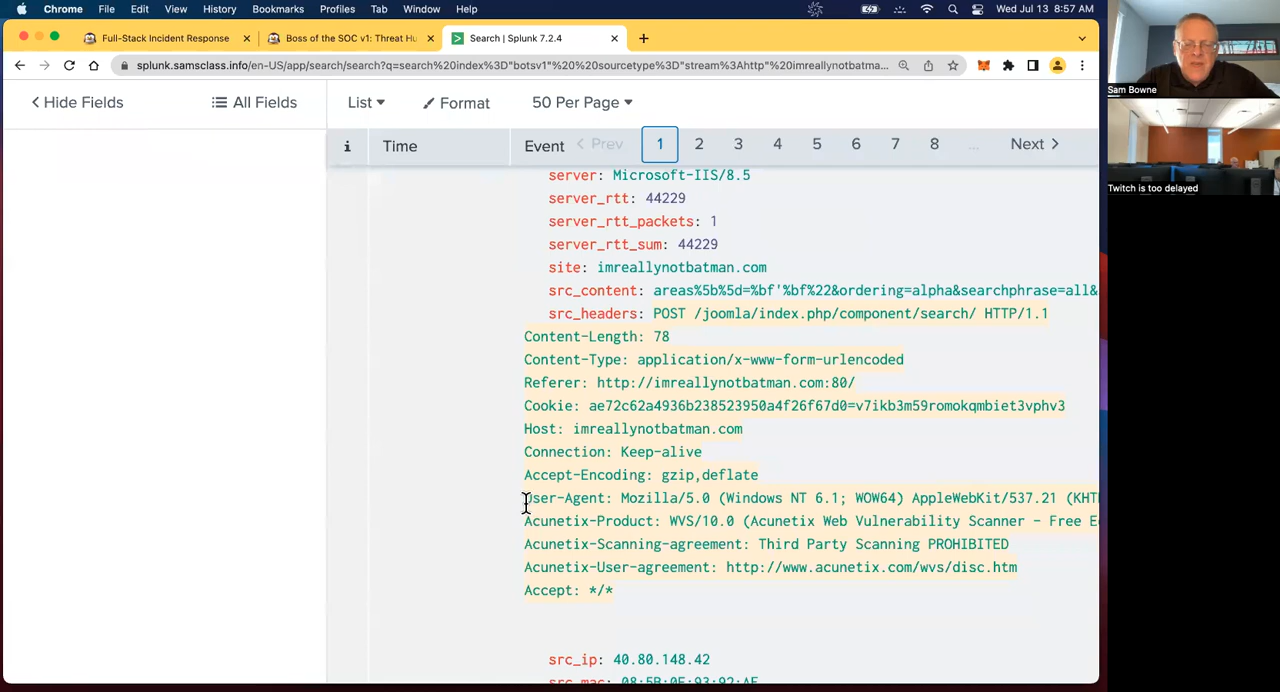 Chrome File Edit View History Bookmarks Profiles Tab Window Help Wed Jul 13 8:57 AM
Full-Stack Incident Response Boss of the SOC v1: Threat Hu Search | Splunk 7.2.4
splunk.samsclass.info/en-US/app/search/search?q=search%20index%3D"botsv1"%20%20sourcetype%3D"stream%3Ahttp"%20imreallynotbatma...
Hide Fields All Fields List Format 50 Per Page
i Time Event Prev 1 2 3 4 5 6 7 8 ... Next
server: Microsoft-IIS/8.5
server_rtt: 44229
server_rtt_packets: 1
server_rtt_sum: 44229
site: imreallynotbatman.com
src_content: areas%5b%5d=%bf'%bf%22&ordering=alpha&searchphrase=all&
src_headers: POST /joomla/index.php/component/search/ HTTP/1.1
Content-Length: 78
Content-Type: application/x-www-form-urlencoded
Referer: http://imreallynotbatman.com:80/
Cookie: ae72c62a4936b238523950a4f26f67d0=v7ikb3m59romokqmbiet3vphv3
Host: imreallynotbatman.com
Connection: Keep-alive
Accept-Encoding: gzip,deflate
User-Agent: Mozilla/5.0 (Windows NT 6.1; WOW64) AppleWebKit/537.21 (KHT
Acunetix-Product: WVS/10.0 (Acunetix Web Vulnerability Scanner - Free E
Acunetix-Scanning-agreement: Third Party Scanning PROHIBITED
Acunetix-User-agreement: http://www.acunetix.com/wvs/disc.htm
Accept: */*
src_ip: 40.80.148.42
src_mac: 08:5B:0E:93:92:AF
Sam Bowne
Twitch is too delayed